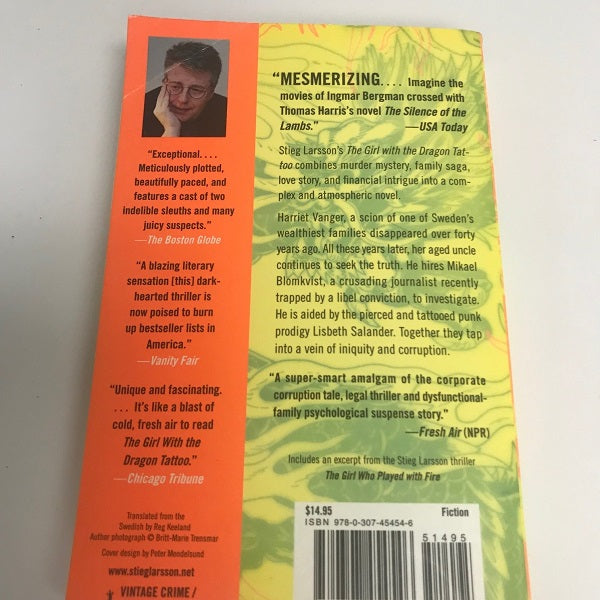 “Exceptional. . . .
Meticulously plotted,
beautifully paced, and
features a cast of two
indelible sleuths and many
juicy suspects.”
—The Boston Globe
“A blazing literary
sensation [this] dark-
hearted thriller is
now poised to burn
up bestseller lists in
America.”
—Vanity Fair
“Unique and fascinating.
. . . It’s like a blast of
cold, fresh air to read
The Girl With the
Dragon Tattoo.”
—Chicago Tribune
Translated from the
Swedish by Reg Keeland
Author photograph © Britt-Marie Trensmar
Cover design by Peter Mendelsund
www.stieglarsson.net
VINTAGE CRIME /
“MESMERIZING. . . . Imagine the
movies of Ingmar Bergman crossed with
Thomas Harris’s novel The Silence of the
Lambs.” —USA Today
Stieg Larsson’s The Girl with the Dragon Tat-
too combines murder mystery, family saga,
love story, and financial intrigue into a com-
plex and atmospheric novel.
Harriet Vanger, a scion of one of Sweden’s
wealthiest families disappeared over forty
years ago. All these years later, her aged uncle
continues to seek the truth. He hires Mikael
Blomkvist, a crusading journalist recently
trapped by a libel conviction, to investigate.
He is aided by the pierced and tattooed punk
prodigy Lisbeth Salander. Together they tap
into a vein of iniquity and corruption.
“A super-smart amalgam of the corporate
corruption tale, legal thriller and dysfunctional-
family psychological suspense story.”
—Fresh Air (NPR)
Includes an excerpt from the Stieg Larsson thriller
The Girl Who Played with Fire
$14.95 Fiction
ISBN 978-0-307-45454-6
51495